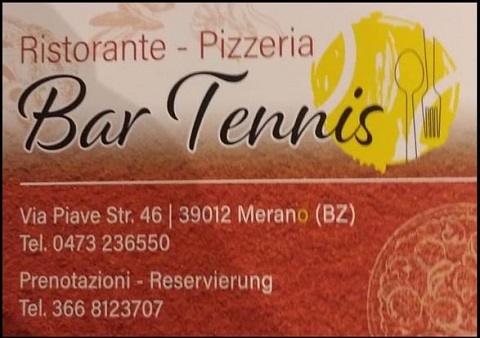 Ristorante - Pizzeria
Bar Tennis
Via Piave Str. 46 | 39012 Merano (BZ)
Tel. 0473 236550
Prenotazioni - Reservierung
Tel. 366 8123707